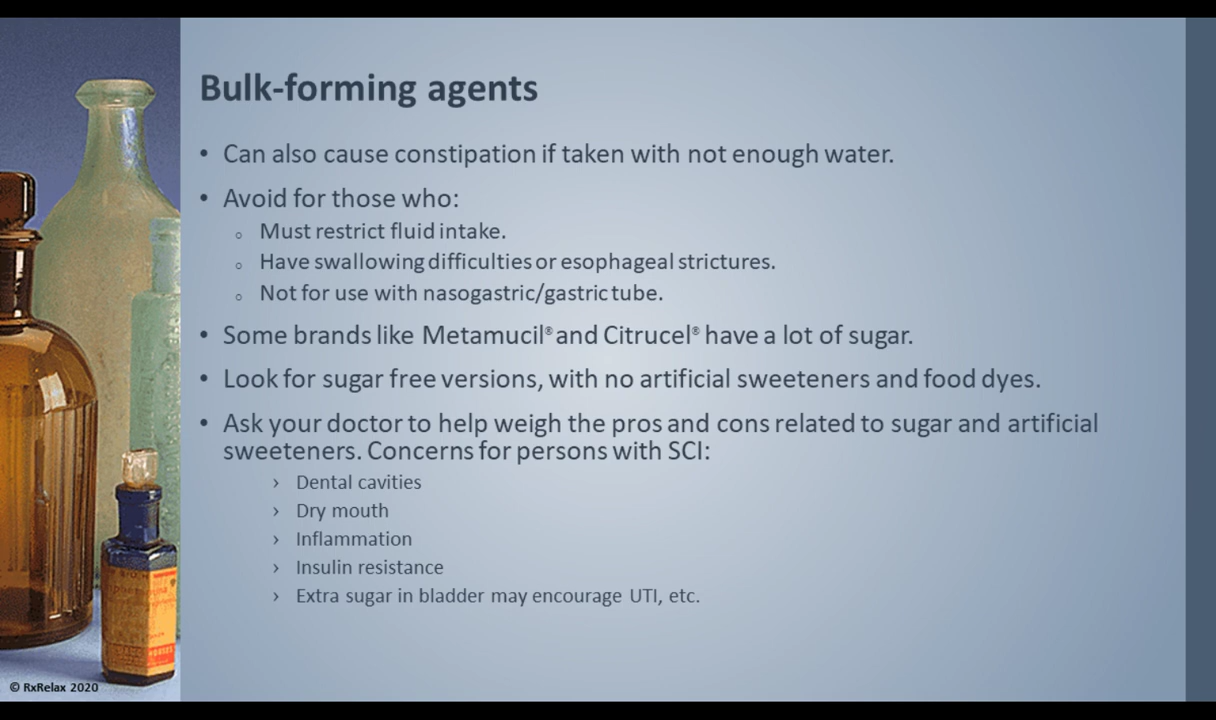 Bulk-forming agents
• Can also cause constipation if taken with not enough water.
• Avoid for those who:
o Must restrict fluid intake.
o Have swallowing difficulties or esophageal strictures.
o Not for use with nasogastric/gastric tube.
• Some brands like Metamucil® and Citrucel® have a lot of sugar.
• Look for sugar free versions, with no artificial sweeteners and food dyes.
• Ask your doctor to help weigh the pros and cons related to sugar and artificial
sweeteners. Concerns for persons with SCI:
› Dental cavities
› Dry mouth
› Inflammation
› Insulin resistance
› Extra sugar in bladder may encourage UTI, etc.
© RxRelax 2020